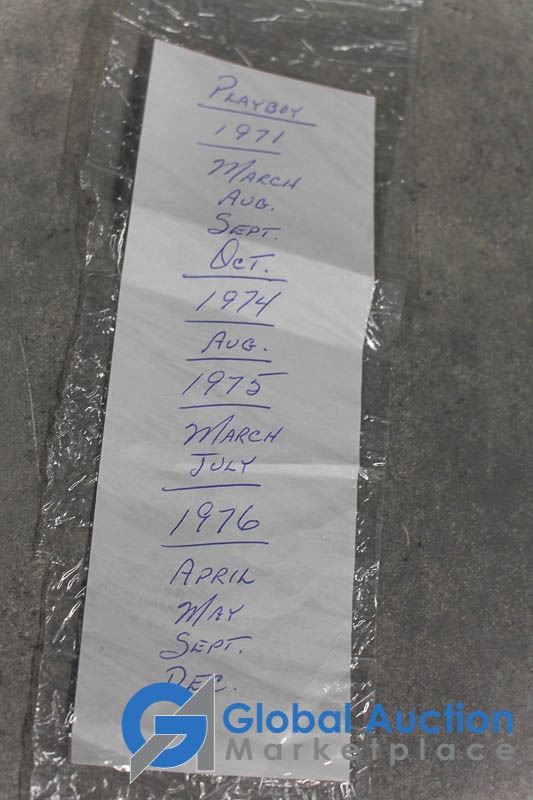 PLAYBOY
1971
MARCH
AUG.
SEPT.
OCT.
1974
AUG.
1975
MARCH
JULY
1976
APRIL
MAY
SEPT.
DEC.
Global Auction
Marketplace